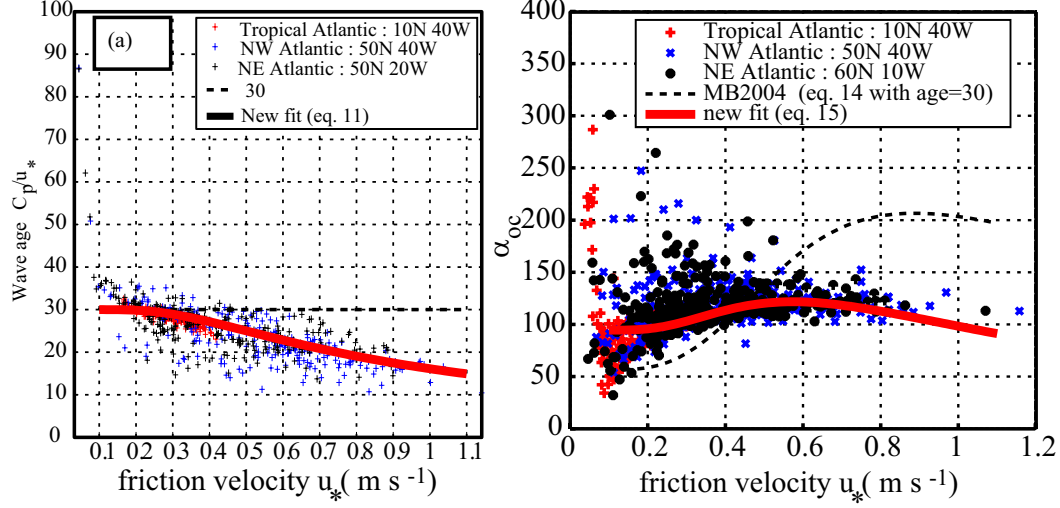 100
90
80
70
60
50
40
30
20
10
0
Wave age C_p/u_*
(a)
Tropical Atlantic : 10N 40W
NW Atlantic : 50N 40W
NE Atlantic : 50N 20W
30
New fit (eq. 11)
0.1 0.2 0.3 0.4 0.5 0.6 0.7 0.8 0.9 1 1.1
friction velocity u_*( m s^-1)
400
350
300
250
200
150
100
50
0
α_oc
Tropical Atlantic : 10N 40W
NW Atlantic : 50N 40W
NE Atlantic : 60N 10W
MB2004 (eq. 14 with age=30)
new fit (eq. 15)
0 0.2 0.4 0.6 0.8 1 1.2
friction velocity u_*( m s^-1)